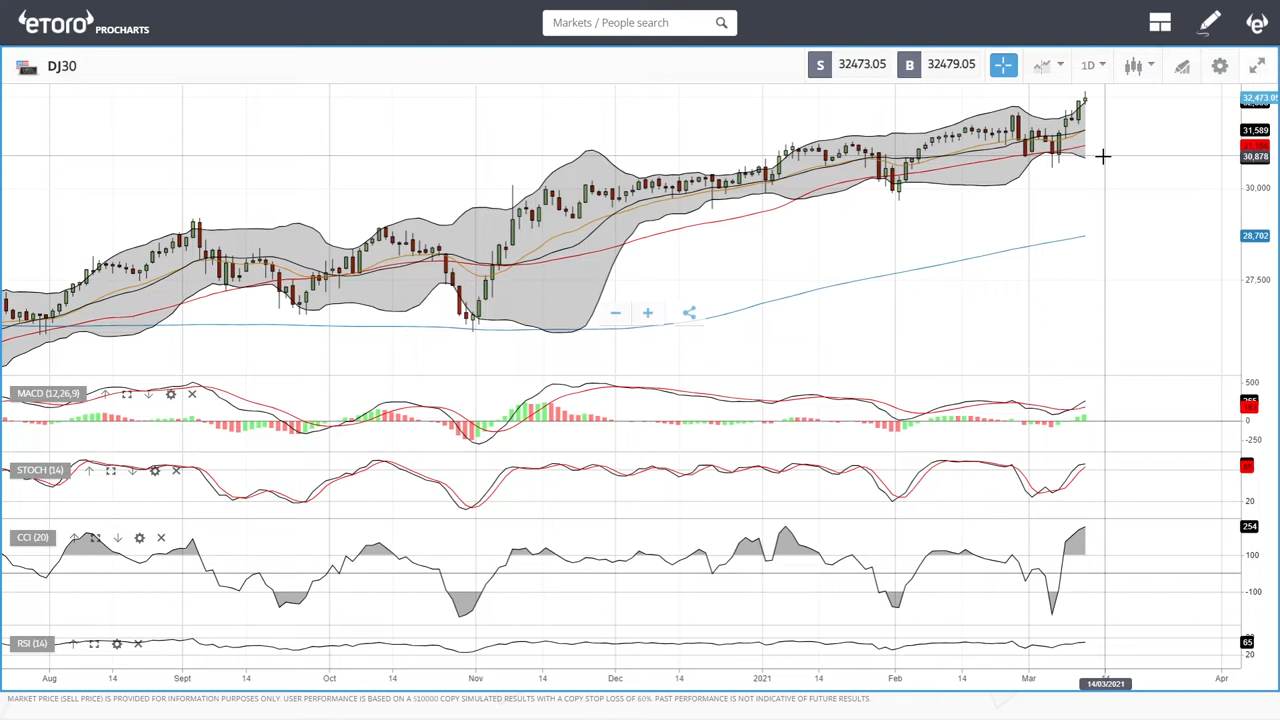 eToro PROCHARTS
Markets / People search
DJ30
S 32473.05 B 32479.05 1D
32,473.05
31,589
30,878
30,000
28,702
27,500
MACD (12,26,9)
500
0
-250
STOCH (14)
20
CCI (20)
254
100
-100
RSI (14)
65
20
Aug 14 Sept 14 Oct 14 Nov 14 Dec 14 2021 14 Feb 14 Mar 14 Apr
14/03/2021
MARKET PRICE (SELL PRICE) IS PROVIDED FOR INFORMATION PURPOSES ONLY. USER PERFORMANCE IS BASED ON A $10000 COPY SIMULATED RESULTS WITH A COPY STOP LOSS OF 60%. PAST PERFORMANCE IS NOT INDICATIVE OF FUTURE RESULTS.